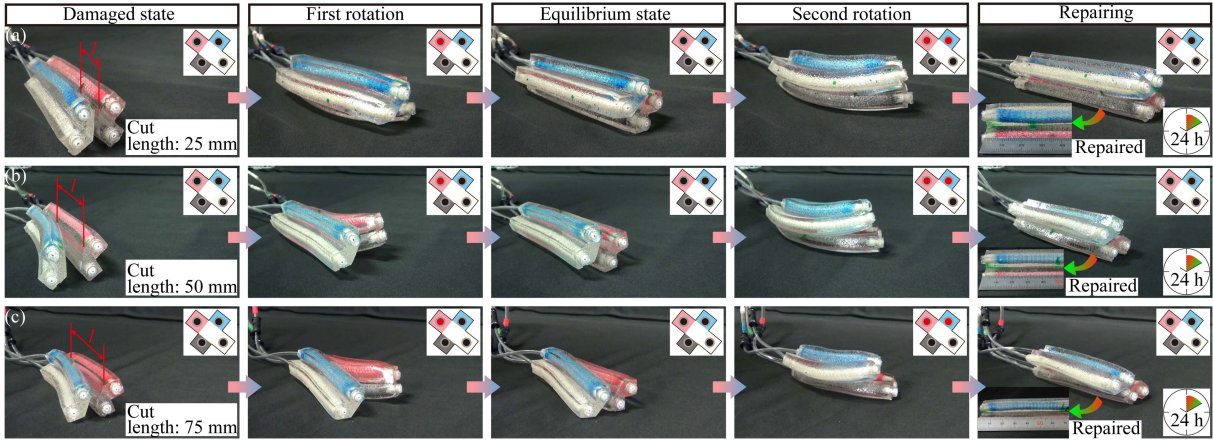 Damaged state
First rotation
Equilibrium state
Second rotation
Repairing
(a)
l
Cut
length: 25 mm
Repaired
24 h
(b)
l
Cut
length: 50 mm
Repaired
24 h
(c)
l
Cut
length: 75 mm
Repaired
24 h